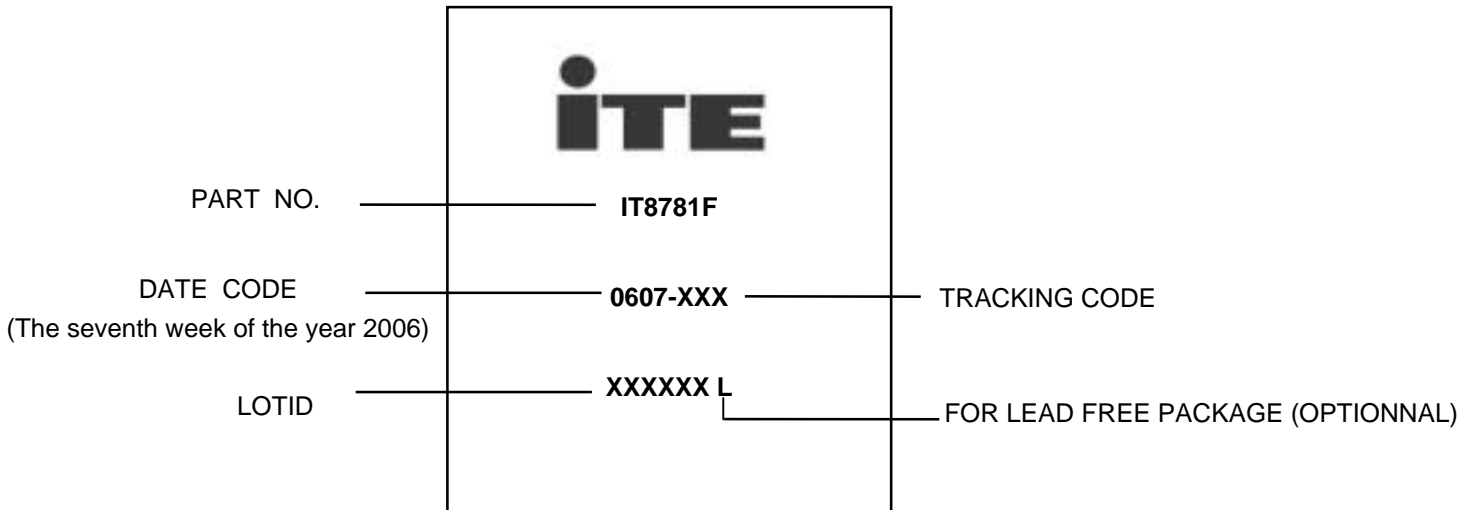 iTE
PART NO. IT8781F
DATE CODE 0607-XXX TRACKING CODE
(The seventh week of the year 2006)
LOTID XXXXXX L
FOR LEAD FREE PACKAGE (OPTIONNAL)